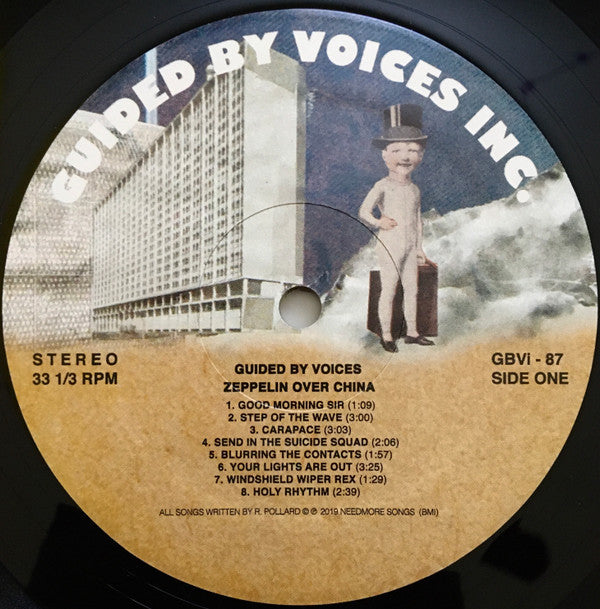 GUIDED BY VOICES INC.
STEREO
33 1/3 RPM
GBVi - 87
SIDE ONE
GUIDED BY VOICES
ZEPPELIN OVER CHINA
1. GOOD MORNING SIR (1:09)
2. STEP OF THE WAVE (3:00)
3. CARAPACE (3:03)
4. SEND IN THE SUICIDE SQUAD (2:06)
5. BLURRING THE CONTACTS (1:57)
6. YOUR LIGHTS ARE OUT (3:25)
7. WINDSHIELD WIPER REX (1:29)
8. HOLY RHYTHM (2:39)
ALL SONGS WRITTEN BY R. POLLARD © ℗ 2019 NEEDMORE SONGS (BMI)